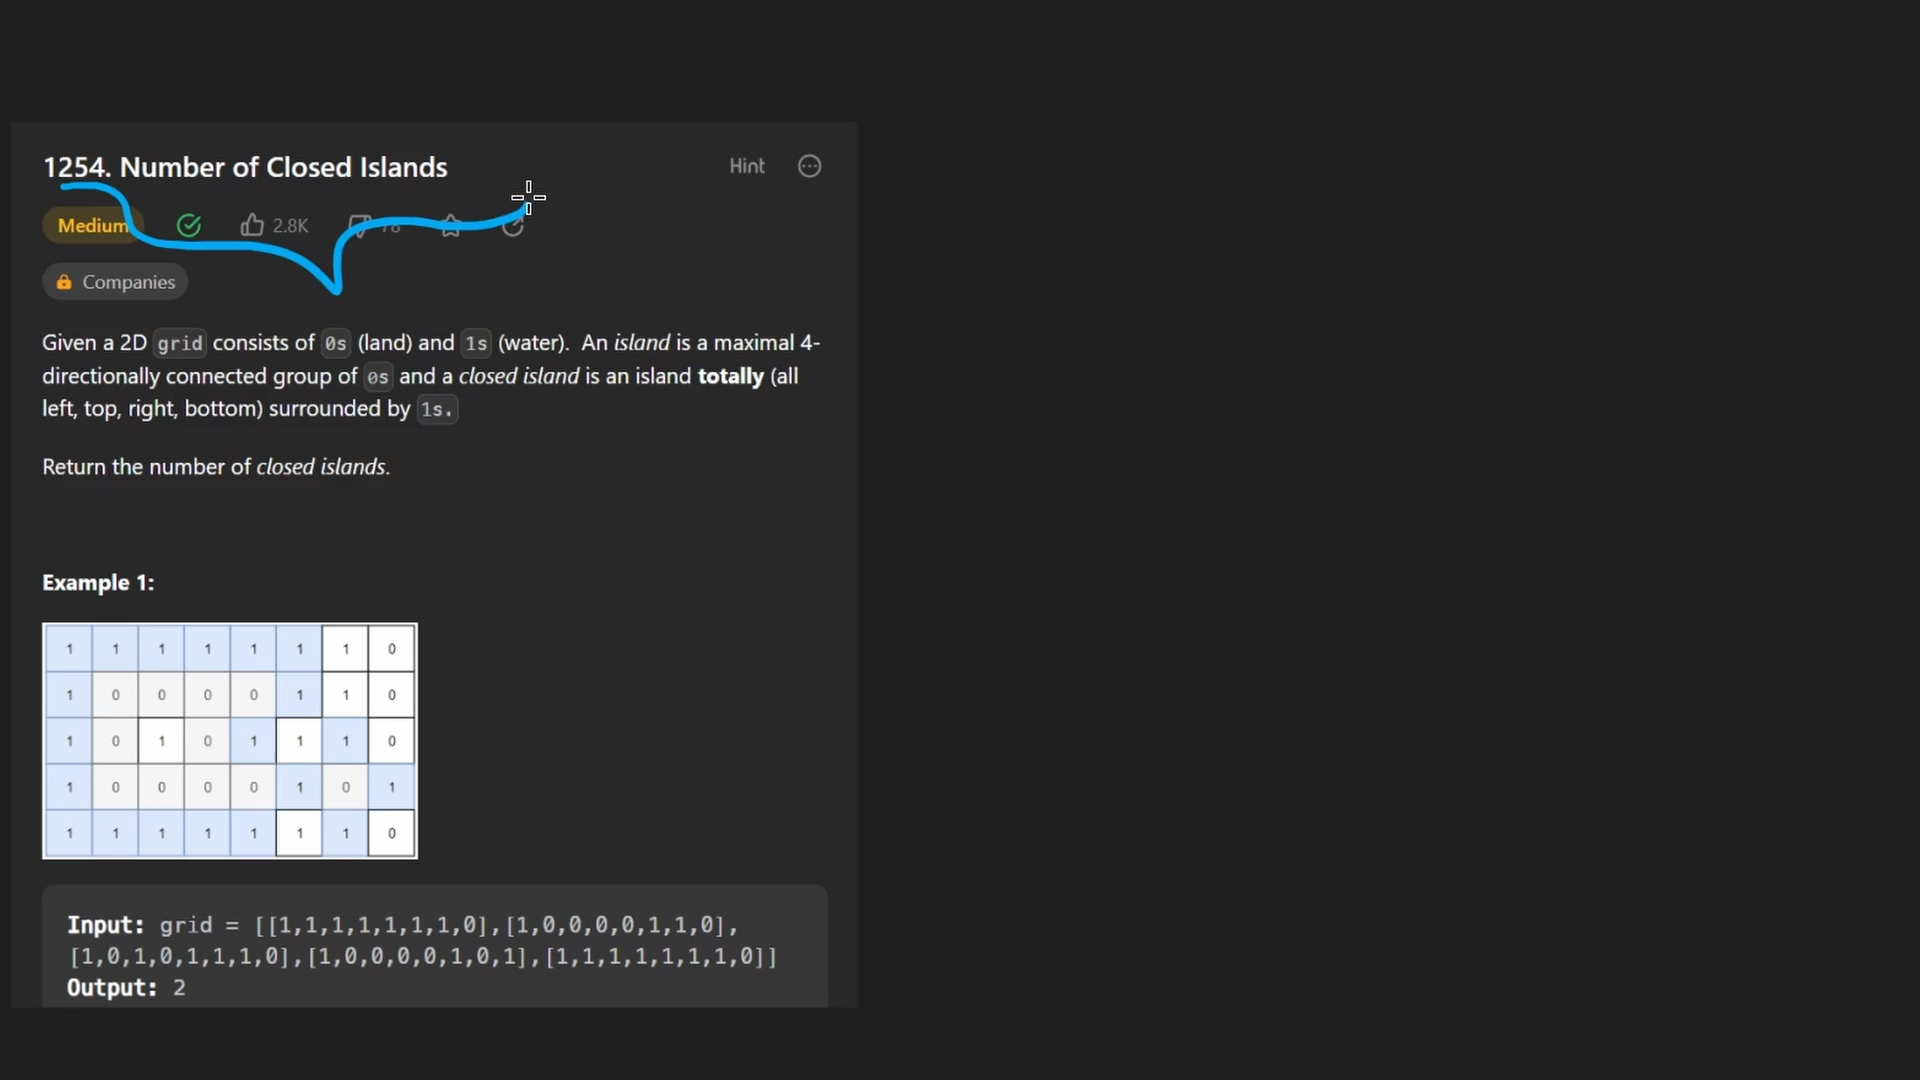 1254. Number of Closed Islands
Hint
Medium
2.8K
78
Companies
Given a 2D grid consists of 0s (land) and 1s (water). An island is a maximal 4-
directionally connected group of 0s and a closed island is an island totally (all
left, top, right, bottom) surrounded by 1s.
Return the number of closed islands.
Example 1:
1 1 1 1 1 1 1 0
1 0 0 0 0 1 1 0
1 0 1 0 1 1 1 0
1 0 0 0 0 1 0 1
1 1 1 1 1 1 1 0
Input: grid = [[1,1,1,1,1,1,1,0],[1,0,0,0,0,1,1,0],
[1,0,1,0,1,1,1,0],[1,0,0,0,0,1,0,1],[1,1,1,1,1,1,1,0]]
Output: 2